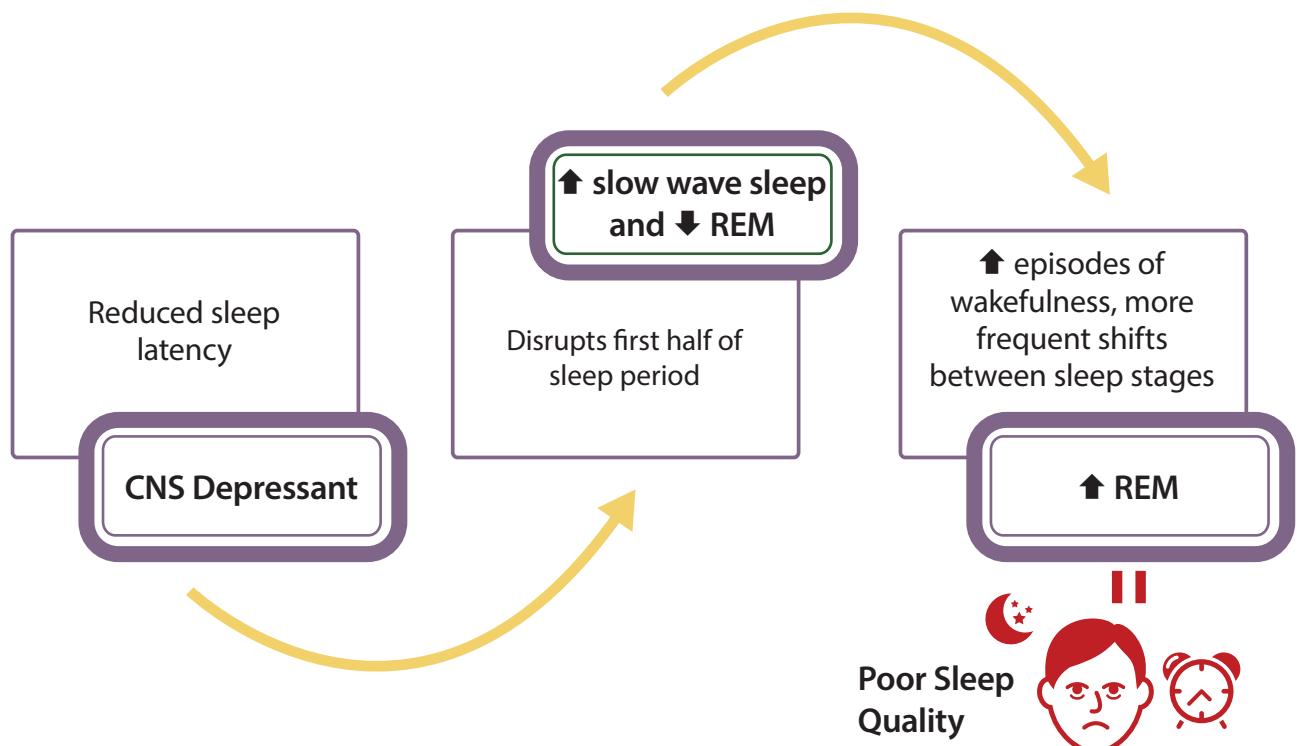 Reduced sleep
latency
CNS Depressant
⬆ slow wave sleep
and ⬇ REM
Disrupts first half of
sleep period
⬆ episodes of
wakefulness, more
frequent shifts
between sleep stages
⬆ REM
Poor Sleep
Quality